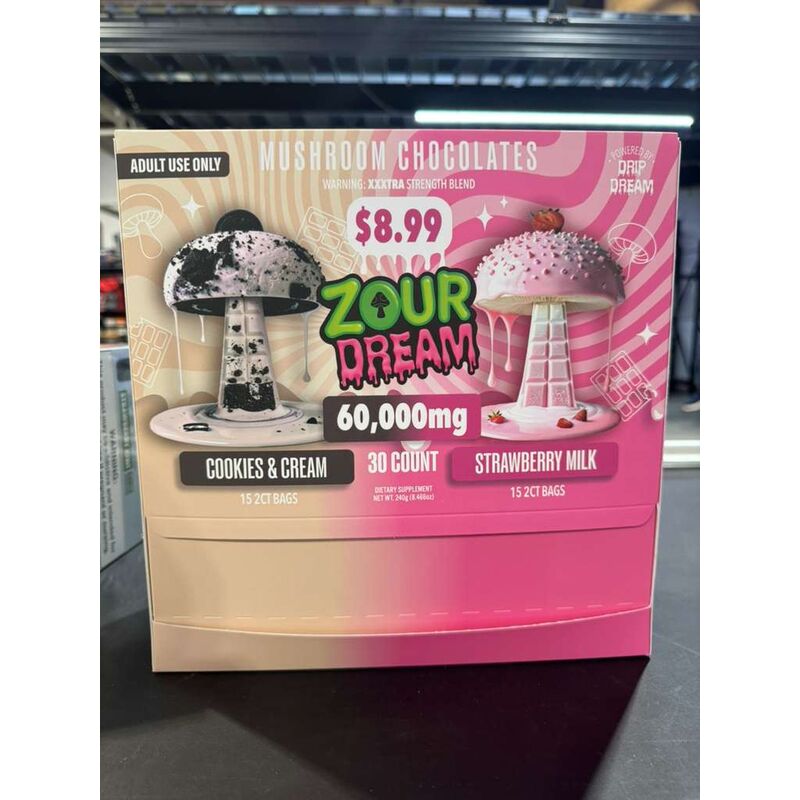 ADULT USE ONLY
MUSHROOM CHOCOLATES
WARNING: XXXTRA STRENGTH BLEND
POWERED BY
DRIP
DREAM
$8.99
ZOUR
DREAM
60,000mg
COOKIES & CREAM
30 COUNT
STRAWBERRY MILK
15 2CT BAGS
DIETARY SUPPLEMENT
NET WT. 240g (8.466oz)
15 2CT BAGS
WARNING: